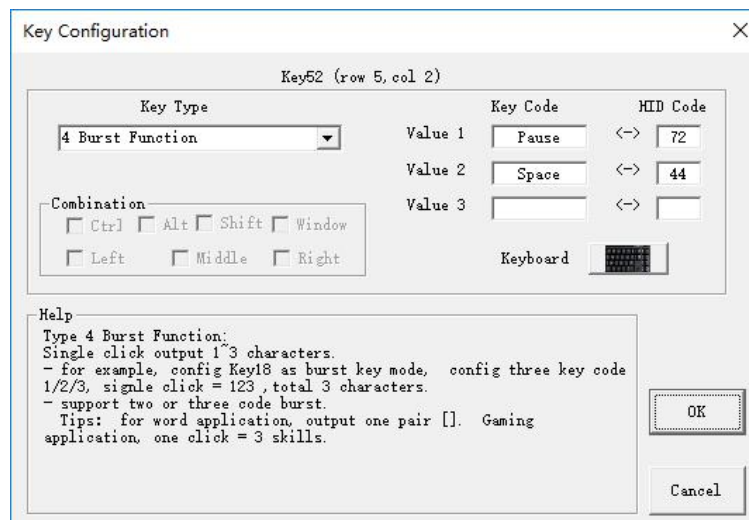 Key Configuration
Key52 (row 5, col 2)
Key Type
4 Burst Function
Key Code HID Code
Value 1 Pause <-> 72
Value 2 Space <-> 44
Value 3 <->
Combination
Ctrl Alt Shift Window
Left Middle Right
Keyboard
Help
Type 4 Burst Function:
Single click output 1~3 characters.
- for example, config Key18 as burst key mode, config three key code
1/2/3, signle click = 123 ,total 3 characters.
- support two or three code burst.
Tips: for word application, output one pair []. Gaming
application, one click = 3 skills.
OK
Cancel